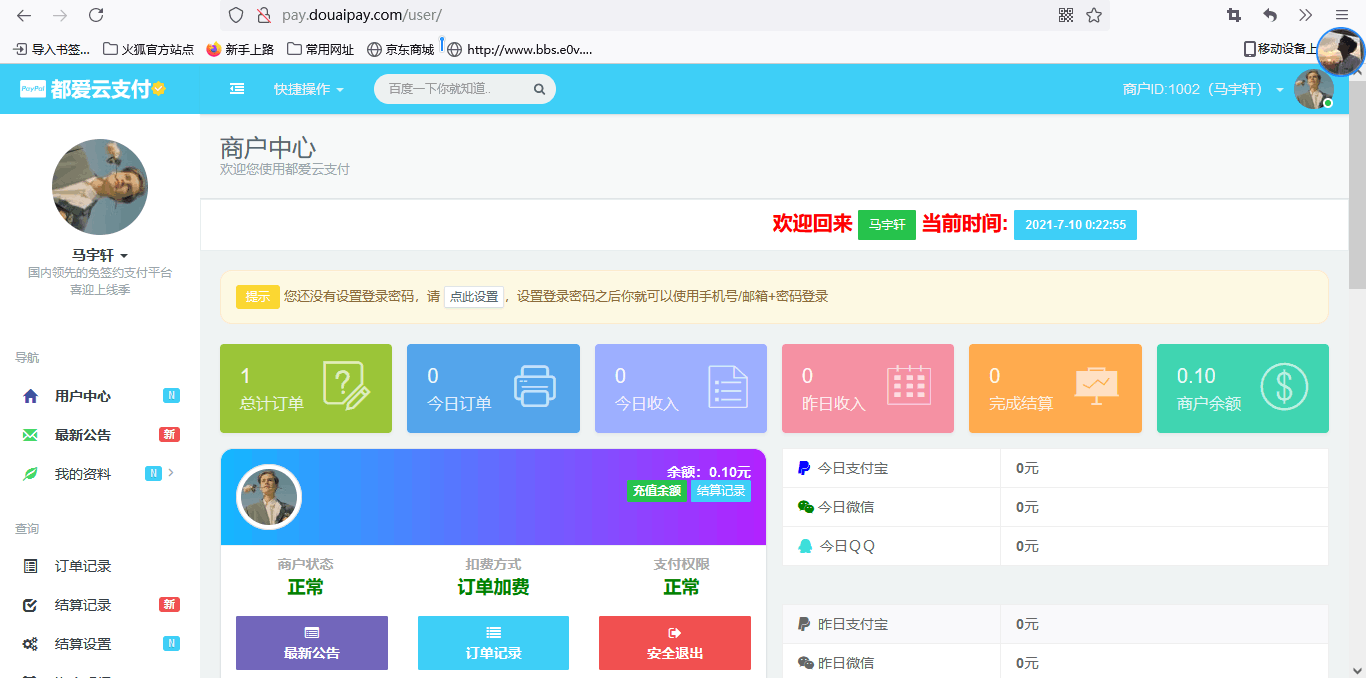 pay.douaipay.com/user/
导入书签... 火狐官方站点 新手上路 常用网址 京东商城 http://www.bbs.e0v.... 移动设备上
PayPal 都爱云支付 快捷操作 百度一下你就知道.. 商户ID:1002（马宇轩）
商户中心
欢迎您使用都爱云支付
欢迎回来 马宇轩 当前时间: 2021-7-10 0:22:55
马宇轩
国内领先的免签约支付平台
喜迎上线季
提示 您还没有设置登录密码，请 点此设置 ，设置登录密码之后你就可以使用手机号/邮箱+密码登录
导航
用户中心 N
最新公告 新
我的资料 N
查询
订单记录
结算记录 新
结算设置 N
1
总计订单
0
今日订单
0
今日收入
0
昨日收入
0
完成结算
0.10
商户余额
余额：0.10元
充值余额 结算记录
商户状态 扣费方式 支付权限
正常 订单加费 正常
最新公告 订单记录 安全退出
今日支付宝 0元
今日微信 0元
今日ＱＱ 0元
昨日支付宝 0元
昨日微信 0元